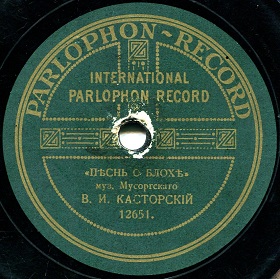 PARLOPHON-RECORD
INTERNATIONAL
PARLOPHON RECORD
«ПѢСНЬ О БЛОХѢ»
муз. Мусоргскаго
В. И. КАСТОРСКІЙ
12651.